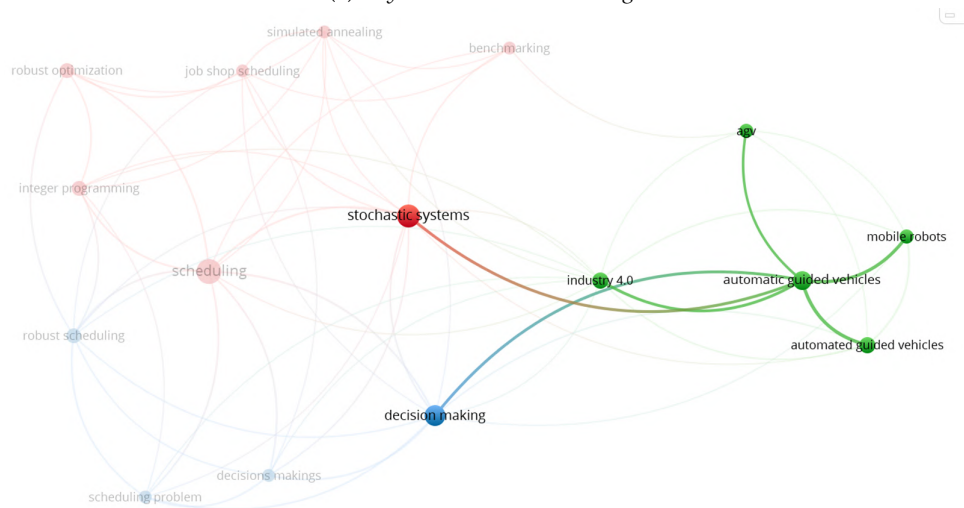 simulated annealing
benchmarking
robust optimization
job shop scheduling
agv
integer programming
stochastic systems
mobile robots
scheduling
industry 4.0
automatic guided vehicles
robust scheduling
automated guided vehicles
decision making
decisions makings
scheduling problem